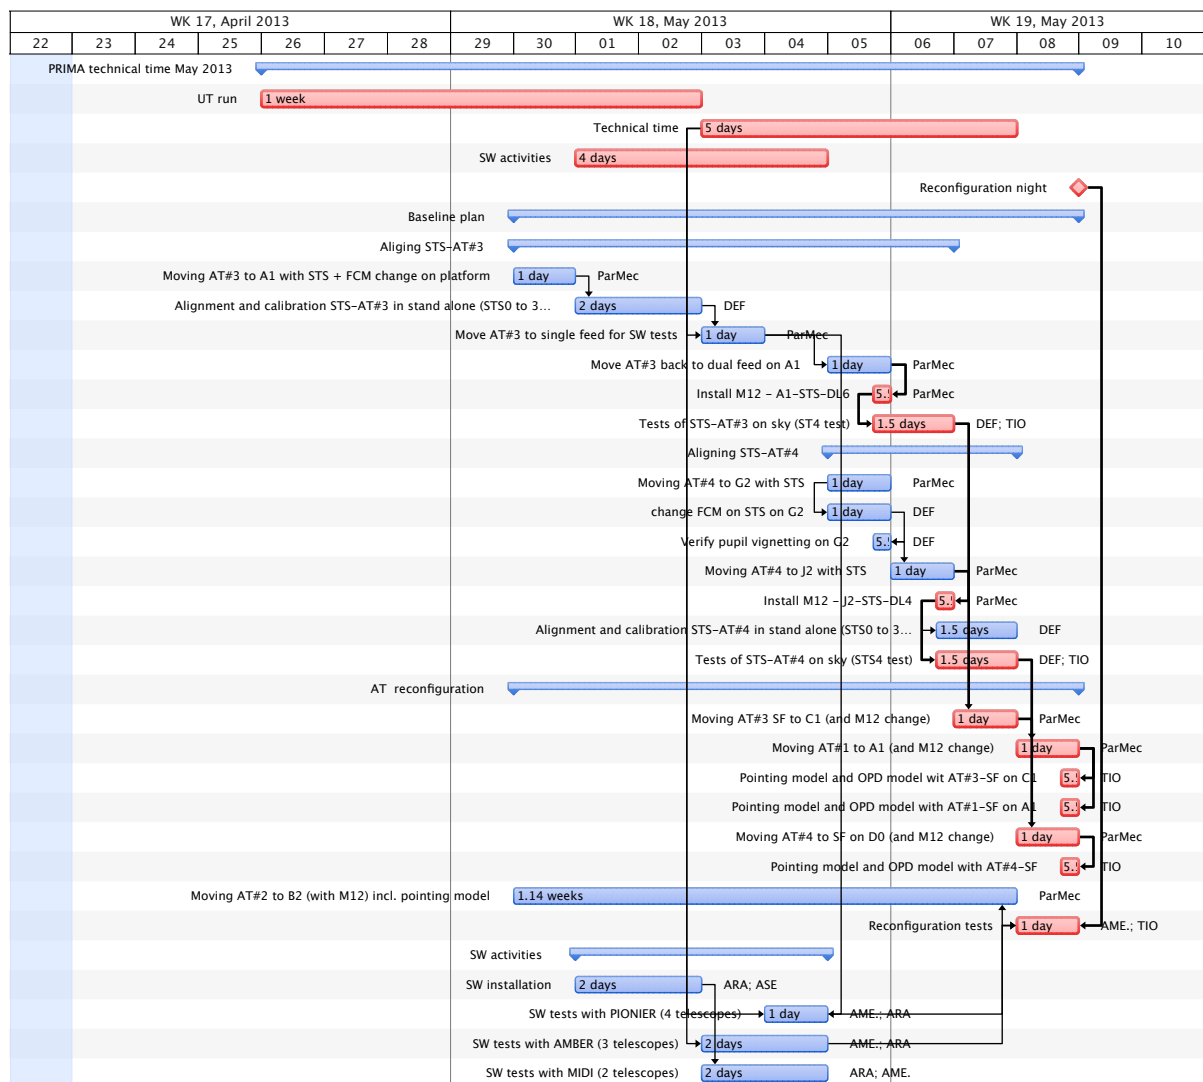 WK 17, April 2013 WK 18, May 2013 WK 19, May 2013
22 23 24 25 26 27 28 29 30 01 02 03 04 05 06 07 08 09 10
PRIMA technical time May 2013
UT run 1 week
Technical time 5 days
SW activities 4 days
Reconfiguration night
Baseline plan
Aliging STS-AT#3
Moving AT#3 to A1 with STS + FCM change on platform 1 day ParMec
Alignment and calibration STS-AT#3 in stand alone (STS0 to 3... 2 days DEF
Move AT#3 to single feed for SW tests 1 day ParMec
Move AT#3 back to dual feed on A1 1 day ParMec
Install M12 - A1-STS-DL6 5. ParMec
Tests of STS-AT#3 on sky (ST4 test) 1.5 days DEF; TIO
Aligning STS-AT#4
Moving AT#4 to G2 with STS 1 day ParMec
change FCM on STS on G2 1 day DEF
Verify pupil vignetting on G2 5. DEF
Moving AT#4 to J2 with STS 1 day ParMec
Install M12 - J2-STS-DL4 5. ParMec
Alignment and calibration STS-AT#4 in stand alone (STS0 to 3... 1.5 days DEF
Tests of STS-AT#4 on sky (STS4 test) 1.5 days DEF; TIO
AT reconfiguration
Moving AT#3 SF to C1 (and M12 change) 1 day ParMec
Moving AT#1 to A1 (and M12 change) 1 day ParMec
Pointing model and OPD model wit AT#3-SF on C1 5. TIO
Pointing model and OPD model with AT#1-SF on A1 5. TIO
Moving AT#4 to SF on D0 (and M12 change) 1 day ParMec
Pointing model and OPD model with AT#4-SF 5. TIO
Moving AT#2 to B2 (with M12) incl. pointing model 1.14 weeks ParMec
Reconfiguration tests 1 day AME.; TIO
SW activities
SW installation 2 days ARA; ASE
SW tests with PIONIER (4 telescopes) 1 day AME.; ARA
SW tests with AMBER (3 telescopes) 2 days AME.; ARA
SW tests with MIDI (2 telescopes) 2 days ARA; AME.